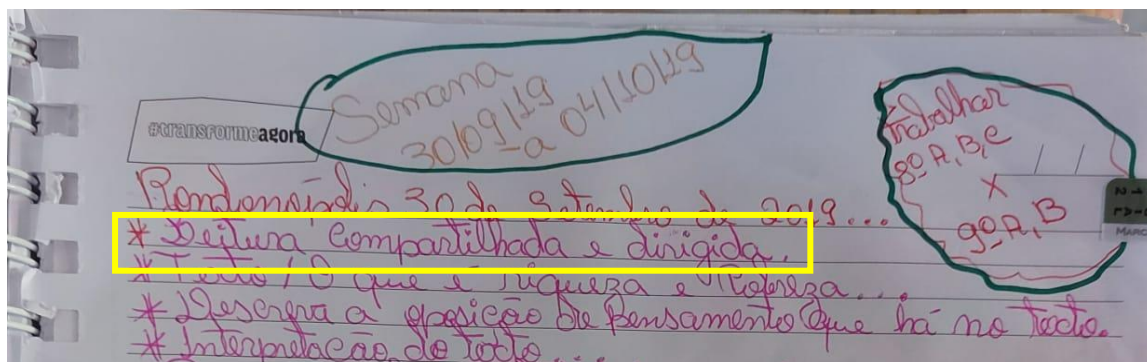 Semana
30/09/19
a 04/10/19
#transformeagora
Trabalhar
8º A, B, C
X
9º A, B
Rondonópolis 30 de Setembro de 2019...
* Leitura Compartilhada e dirigida.
* Texto / O que é riqueza e Pobreza...
* Descreva a oposição de pensamento que há no texto.
* Interpretação do texto...